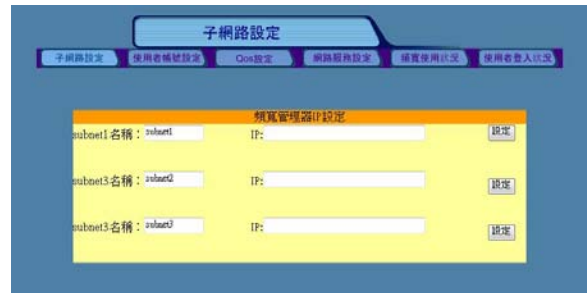 子網路設定
子網路設定 使用者帳號設定 Qos設定 網路服務設定 頻寬使用狀況 使用者登入狀況
頻寬管理器IP設定
subnet1名稱： subnet1 IP: 設定
subnet3名稱： subnet2 IP: 設定
subnet3名稱： subnet3 IP: 設定